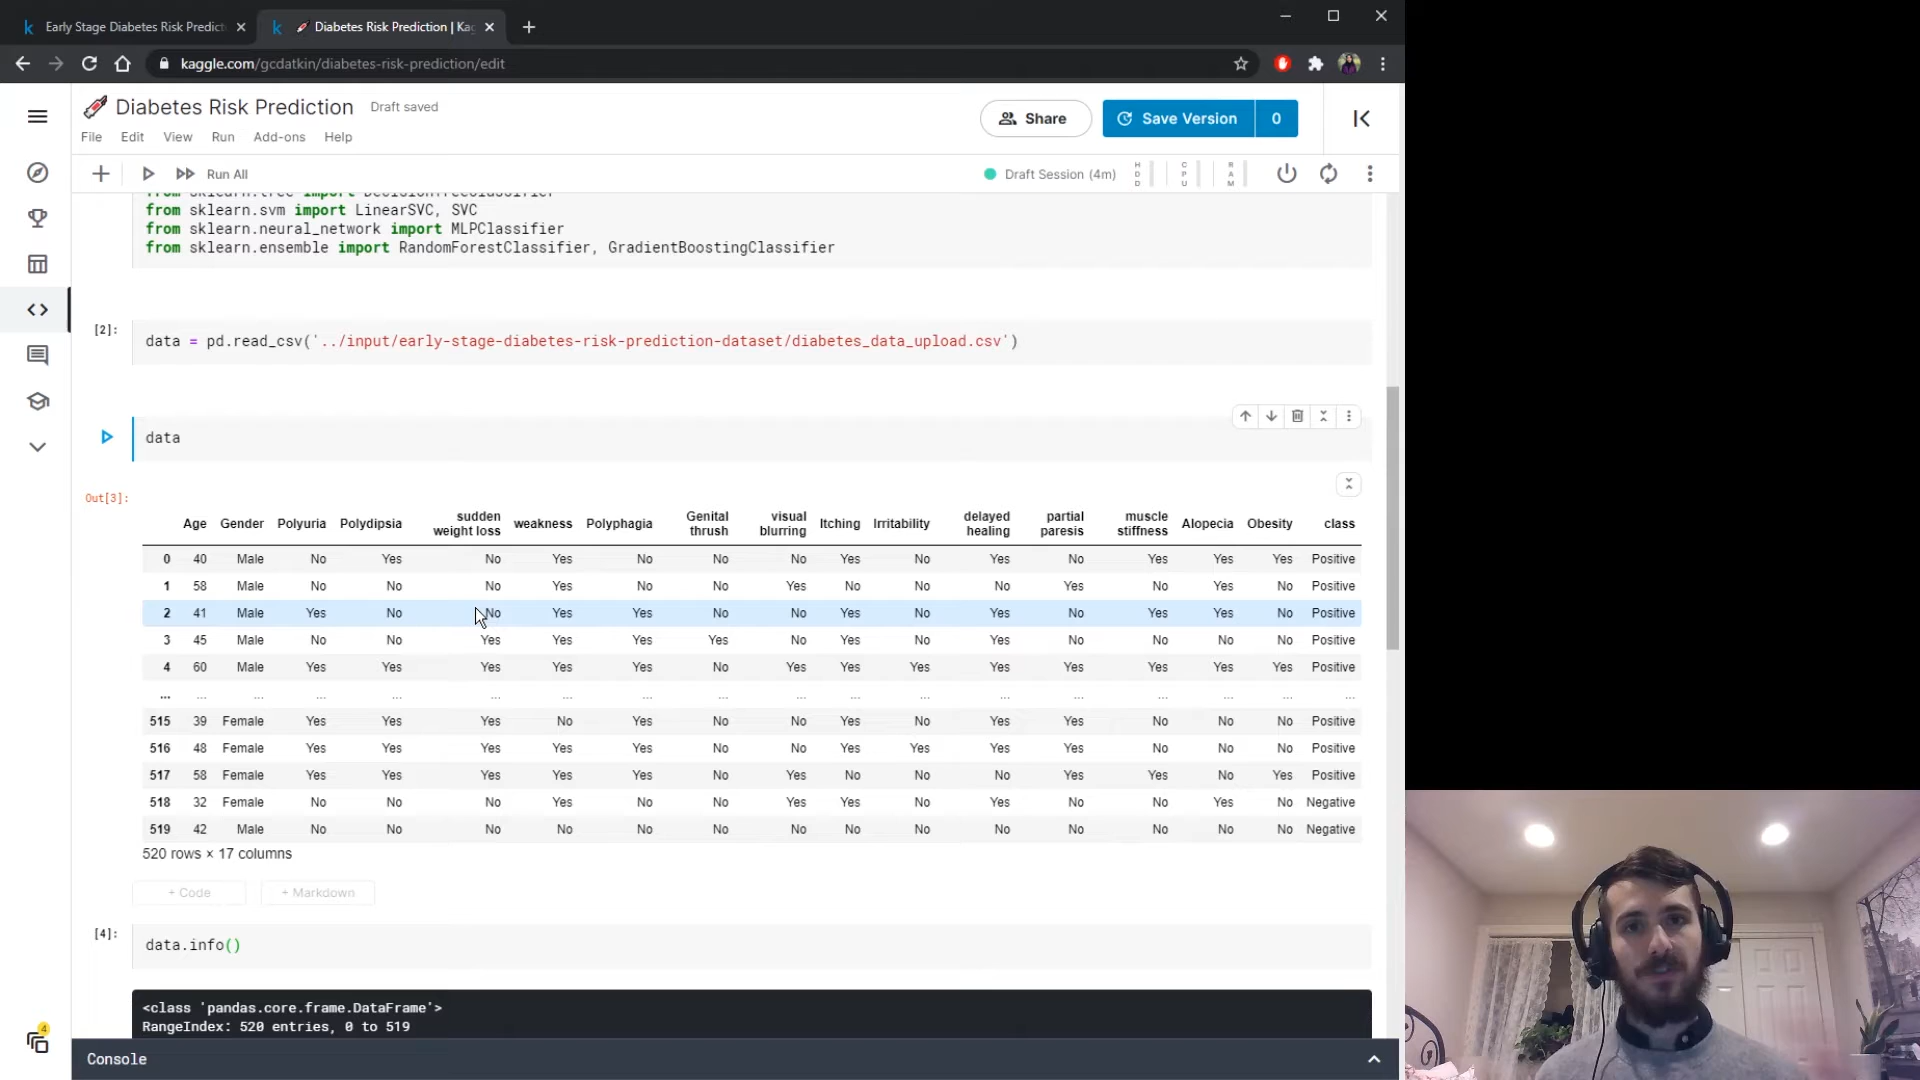 Early Stage Diabetes Risk Predict
Diabetes Risk Prediction | Kag
kaggle.com/gcdatkin/diabetes-risk-prediction/edit
Diabetes Risk Prediction
Draft saved
Share
Save Version
0
File Edit View Run Add-ons Help
Run All
Draft Session (4m)
HDD
CPU
RAM
from sklearn.tree import DecisionTreeClassifier
from sklearn.svm import LinearSVC, SVC
from sklearn.neural_network import MLPClassifier
from sklearn.ensemble import RandomForestClassifier, GradientBoostingClassifier
[2]:
data = pd.read_csv('../input/early-stage-diabetes-risk-prediction-dataset/diabetes_data_upload.csv')
data
Out[3]:
Age Gender Polyuria Polydipsia sudden weight loss weakness Polyphagia Genital thrush visual blurring Itching Irritability delayed healing partial paresis muscle stiffness Alopecia Obesity class
0 40 Male No Yes No Yes No No No Yes No Yes No Yes Yes Yes Positive
1 58 Male No No No Yes No No Yes No No No Yes No Yes No Positive
2 41 Male Yes No No Yes Yes No No Yes No Yes No Yes Yes No Positive
3 45 Male No No Yes Yes Yes Yes No Yes No Yes No No No No Positive
4 60 Male Yes Yes Yes Yes Yes No Yes Yes Yes Yes Yes Yes Yes Yes Positive
... ... ... ... ... ... ... ... ... ... ... ... ... ... ... ... ... ...
515 39 Female Yes Yes Yes No Yes No No Yes No Yes Yes No No No Positive
516 48 Female Yes Yes Yes Yes Yes No No Yes Yes Yes Yes No No No Positive
517 58 Female Yes Yes Yes Yes Yes No Yes No No No Yes Yes No Yes Positive
518 32 Female No No No Yes No No Yes Yes No Yes No No Yes No Negative
519 42 Male No No No No No No No No No No No No No No Negative
520 rows × 17 columns
+ Code
+ Markdown
[4]:
data.info()
<class 'pandas.core.frame.DataFrame'>
RangeIndex: 520 entries, 0 to 519
4
Console